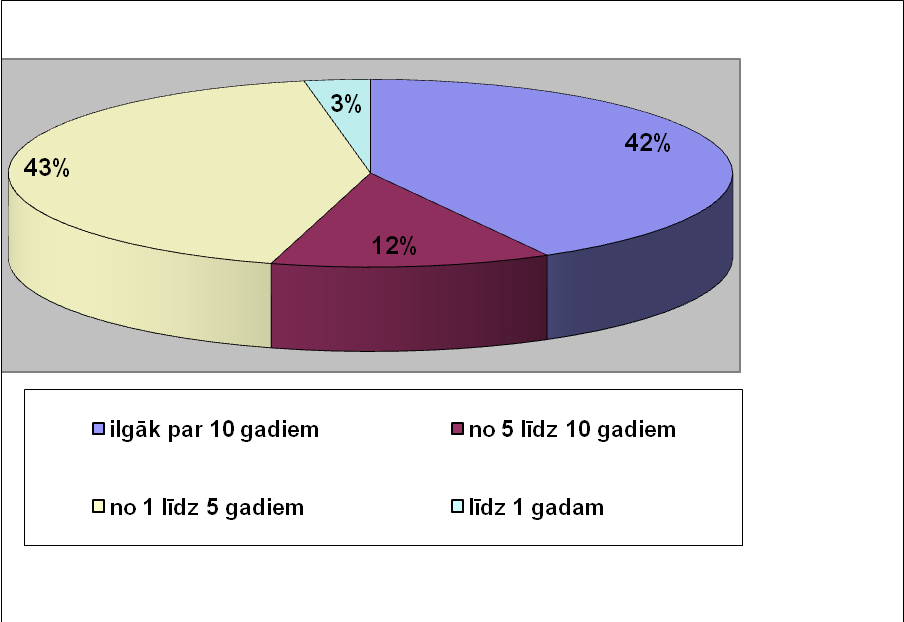 3%
42%
43%
12%
ilgāk par 10 gadiem
no 5 līdz 10 gadiem
no 1 līdz 5 gadiem
līdz 1 gadam